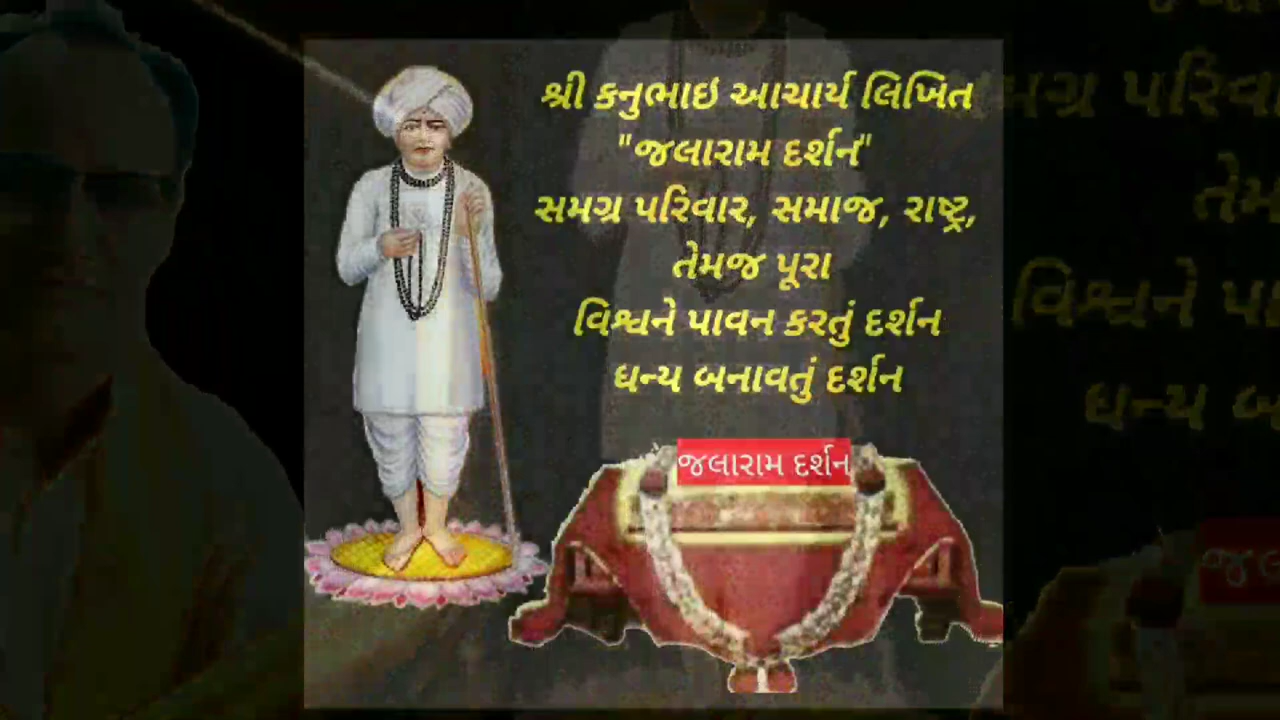 શ્રી કનુભાઇ આચાર્ય લિખિત
"જલારામ દર્શન"
સમગ્ર પરિવાર, સમાજ, રાષ્ટ્ર,
તેમજ પૂરા
વિશ્વને પાવન કરતું દર્શન
ધન્ય બનાવતું દર્શન
જલારામ દર્શન